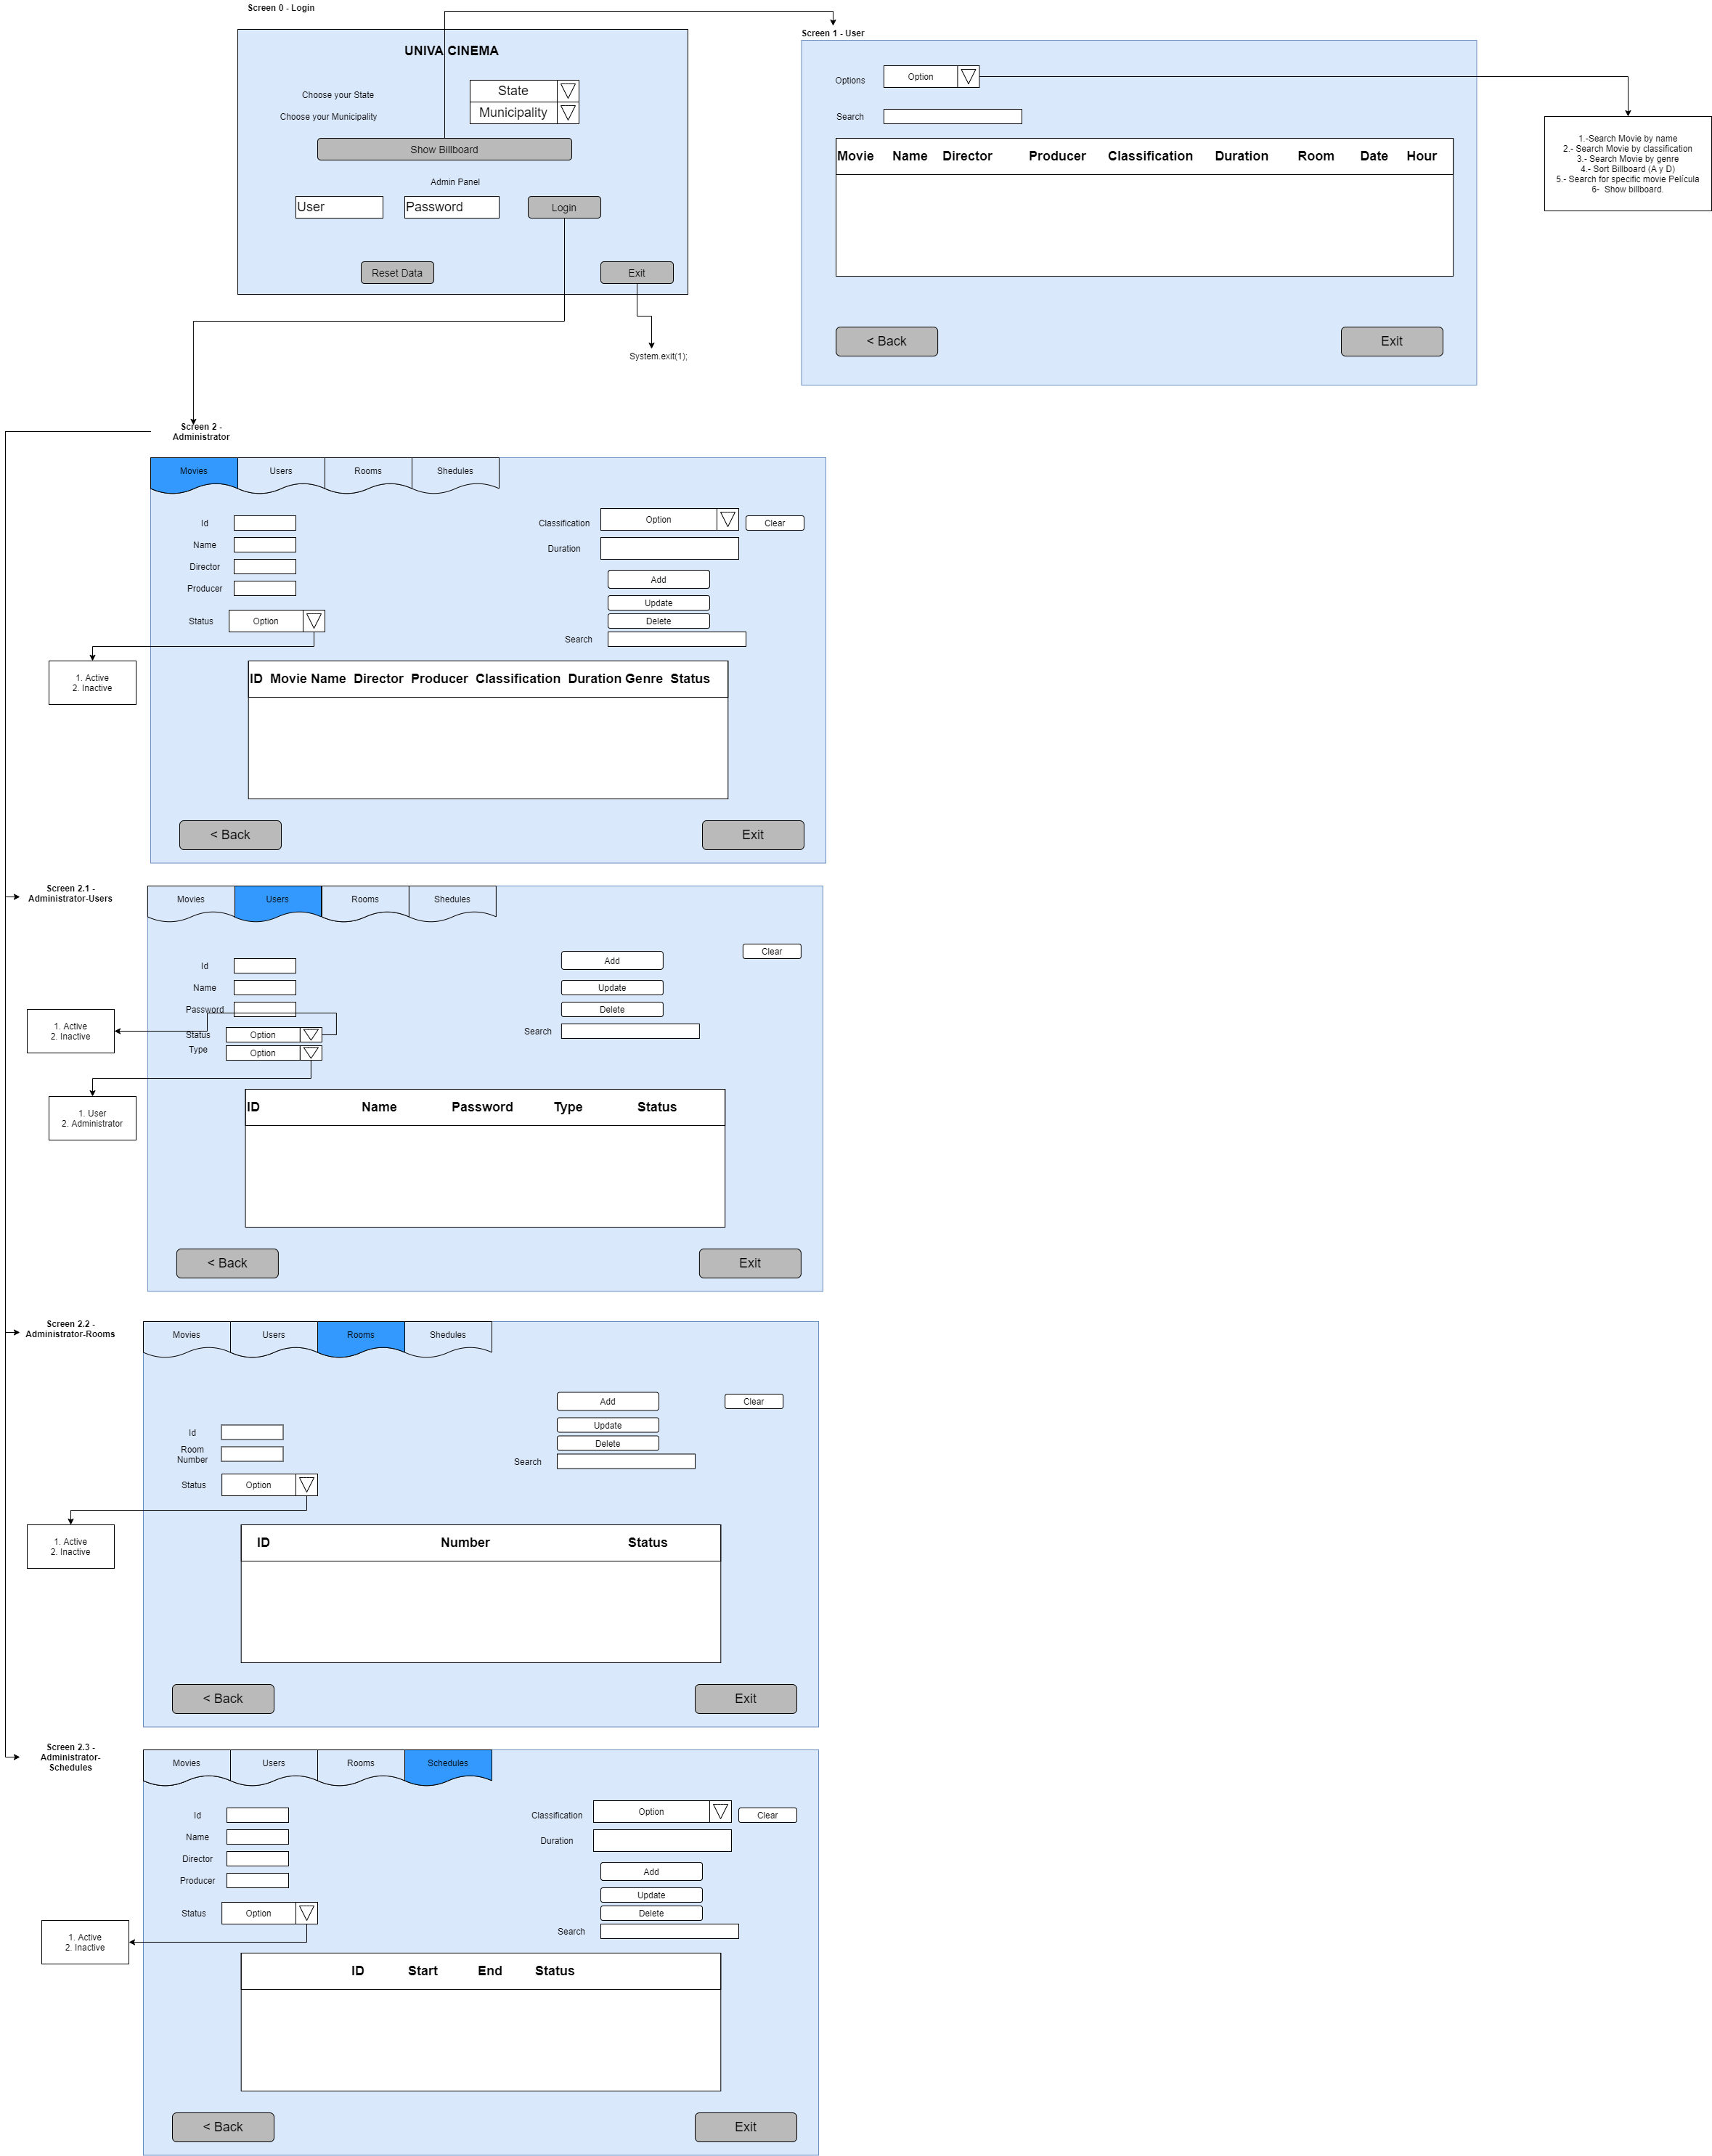 Screen 0 - Login
UNIVA CINEMA
Choose your State
State
Choose your Municipality
Municipality
Show Billboard
Admin Panel
User
Password
Login
Reset Data
Exit
System.exit(1);
Screen 1 - User
Options
Option
Search
Movie Name Director Producer Classification Duration Room Date Hour
< Back
Exit
1.-Search Movie by name
2.- Search Movie by classification
3.- Search Movie by genre
4.- Sort Billboard (A y D)
5.- Search for specific movie Película
6- Show billboard.
Screen 2 -
Administrator
Movies
Users
Rooms
Shedules
Id
Name
Director
Producer
Status
Option
Classification
Option
Clear
Duration
Add
Update
Delete
Search
1. Active
2. Inactive
ID Movie Name Director Producer Classification Duration Genre Status
< Back
Exit
Screen 2.1 -
Administrator-Users
Movies
Users
Rooms
Shedules
Id
Name
Password
Status
Option
Type
Option
Clear
Add
Update
Delete
Search
1. Active
2. Inactive
1. User
2. Administrator
ID Name Password Type Status
< Back
Exit
Screen 2.2 -
Administrator-Rooms
Movies
Users
Rooms
Shedules
Id
Room
Number
Status
Option
Add
Clear
Update
Delete
Search
1. Active
2. Inactive
ID Number Status
< Back
Exit
Screen 2.3 -
Administrator-
Schedules
Movies
Users
Rooms
Schedules
Id
Name
Director
Producer
Status
Option
Classification
Option
Clear
Duration
Add
Update
Delete
Search
1. Active
2. Inactive
ID Start End Status
< Back
Exit